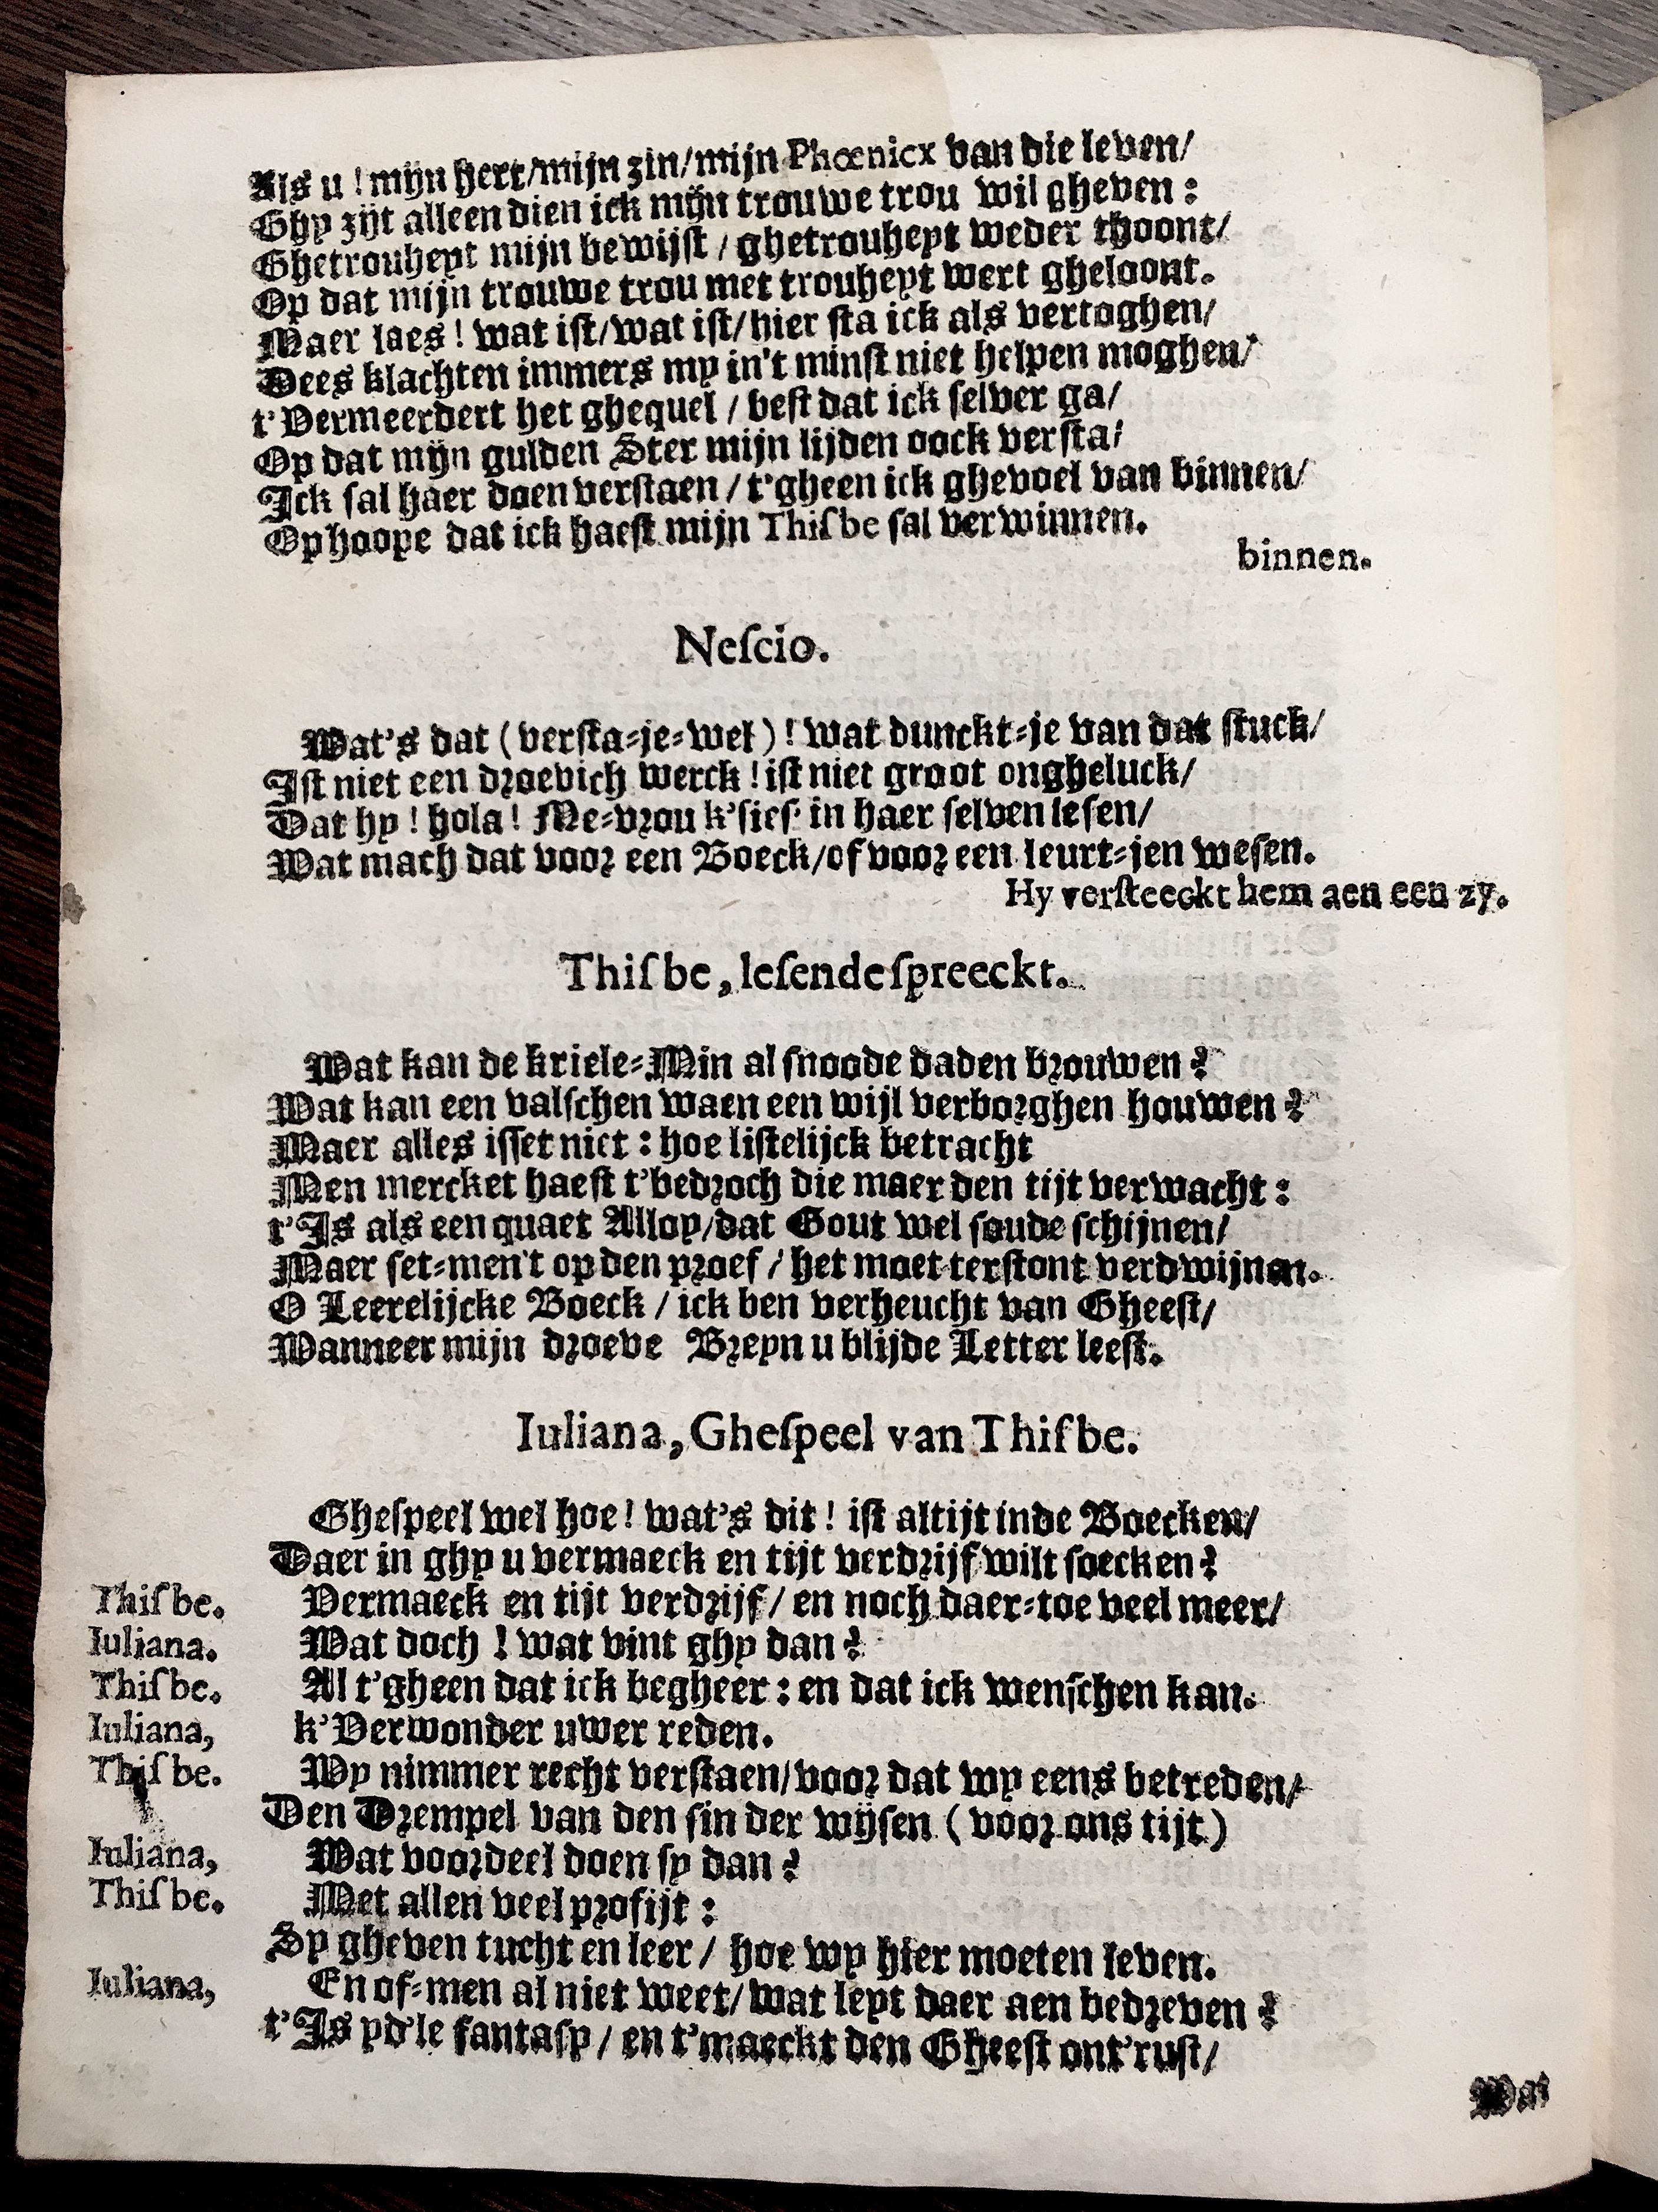 Als u ! mijn hert/mijn zin/mijn Phœnicx van die leven/
Ghy zijt alleen dien ick mijn trouwe trou wil gheven :
Ghetrouheyt mijn bewijst / ghetrouheyt weder thoont/
Op dat mijn trouwe trou met trouheyt wert gheloont.
Maer laes ! wat ist/wat ist/hier sta ick als vertoghen/
Dees klachten immers my in't minst niet helpen moghen/
t'Vermeerdert het ghequel / best dat ick selver ga/
Op dat mijn gulden Ster mijn lijden oock versta/
Ick sal haer doen verstaen / t'gheen ick ghevoel van binnen/
Op hoope dat ick haest mijn Thisbe sal verwinnen.
binnen.
Nescio.
Wat's dat (versta-je-wel) ! wat dunckt-je van dat stuck/
Ist niet een droevich werck ! ist niet groot ongheluck/
Dat hy ! hola ! Me-vrou k'sies in haer selven lesen/
Wat mach dat voor een Boeck/of voor een leurt-jen wesen.
Hy versteeckt hem aen een zy.
Thisbe, lesende spreeckt.
Wat kan de kriele-Min al snoode daden brouwen ?
Wat kan een valschen waen een wijl verborghen houwen ?
Maer alles isset niet : hoe listelijck betracht
Men mercket haest t'bedroch die maer den tijt verwacht :
t'Is als een quaet Alloy/dat Gout wel soude schijnen/
Maer set-men't op den proef / het moet terstont verdwijnen.
O Leerelijcke Boeck / ick ben verheucht van Gheest/
Wanneer mijn droeve Breyn u blijde Letter leest.
Iuliana, Ghespeel van Thisbe.
Ghespeel wel hoe ! wat's dit ! ist altijt inde Boecken/
Daer in ghy u vermaeck en tijt verdrijf wilt soecken ?
Thisbe. Vermaeck en tijt verdrijf / en noch daer-toe veel meer/
Iuliana. Wat doch ! wat vint ghy dan ?
Thisbe. Al t'gheen dat ick begheer : en dat ick wenschen kan.
Iuliana, k'Verwonder uwer reden.
Thisbe. Wy nimmer recht verstaen/voor dat wy eens betreden/
Den Drempel van den sin der wijsen (voor ons tijt)
Iuliana, Wat voordeel doen sy dan ?
Thisbe. Met allen veel profijt :
Sy gheven tucht en leer / hoe wy hier moeten leven.
Iuliana, En of-men al niet weet/wat leyt daer aen bedreven ?
t'Is yd'le fantasy / en t'maeckt den Gheest ont'rust/
Wat